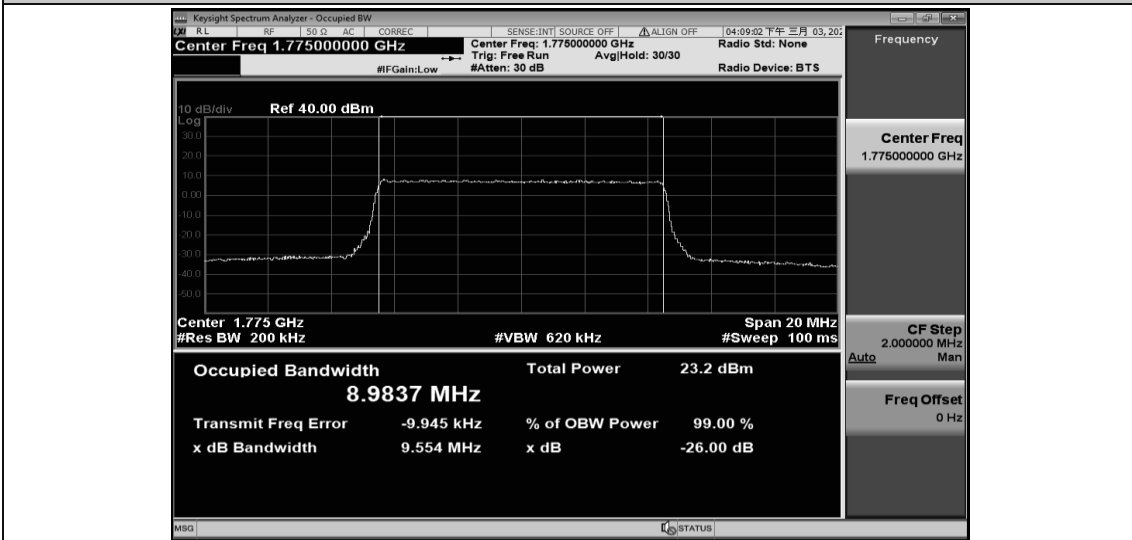 Keysight Spectrum Analyzer - Occupied BW
LXI RL RF 50 Ω AC CORREC SENSE:INT SOURCE OFF ALIGN OFF 04:09:02 下午 三月 03, 202
Center Freq 1.775000000 GHz
Center Freq: 1.775000000 GHz
Radio Std: None
Trig: Free Run Avg|Hold: 30/30
#IFGain:Low
#Atten: 30 dB
Radio Device: BTS
10 dB/div Ref 40.00 dBm
Log
30.0
20.0
10.0
0.00
-10.0
-20.0
-30.0
-40.0
-50.0
Center 1.775 GHz Span 20 MHz
#Res BW 200 kHz #VBW 620 kHz #Sweep 100 ms
Occupied Bandwidth Total Power 23.2 dBm
8.9837 MHz
Transmit Freq Error -9.945 kHz % of OBW Power 99.00 %
x dB Bandwidth 9.554 MHz x dB -26.00 dB
MSG STATUS
Frequency
Center Freq
1.775000000 GHz
CF Step
2.000000 MHz
Auto Man
Freq Offset
0 Hz